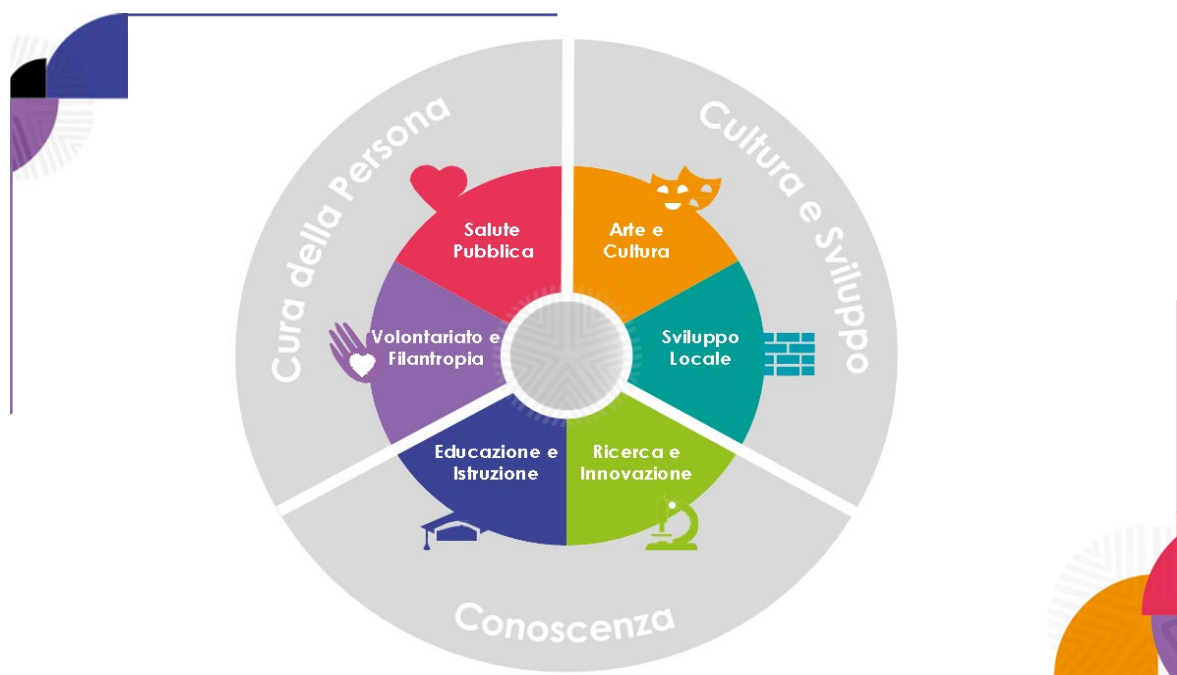 Cura della Persona
Cultura e Sviluppo
Salute
Pubblica
Arte e
Cultura
Volontariato e
Filantropia
Sviluppo
Locale
Educazione e
Istruzione
Ricerca e
Innovazione
Conoscenza